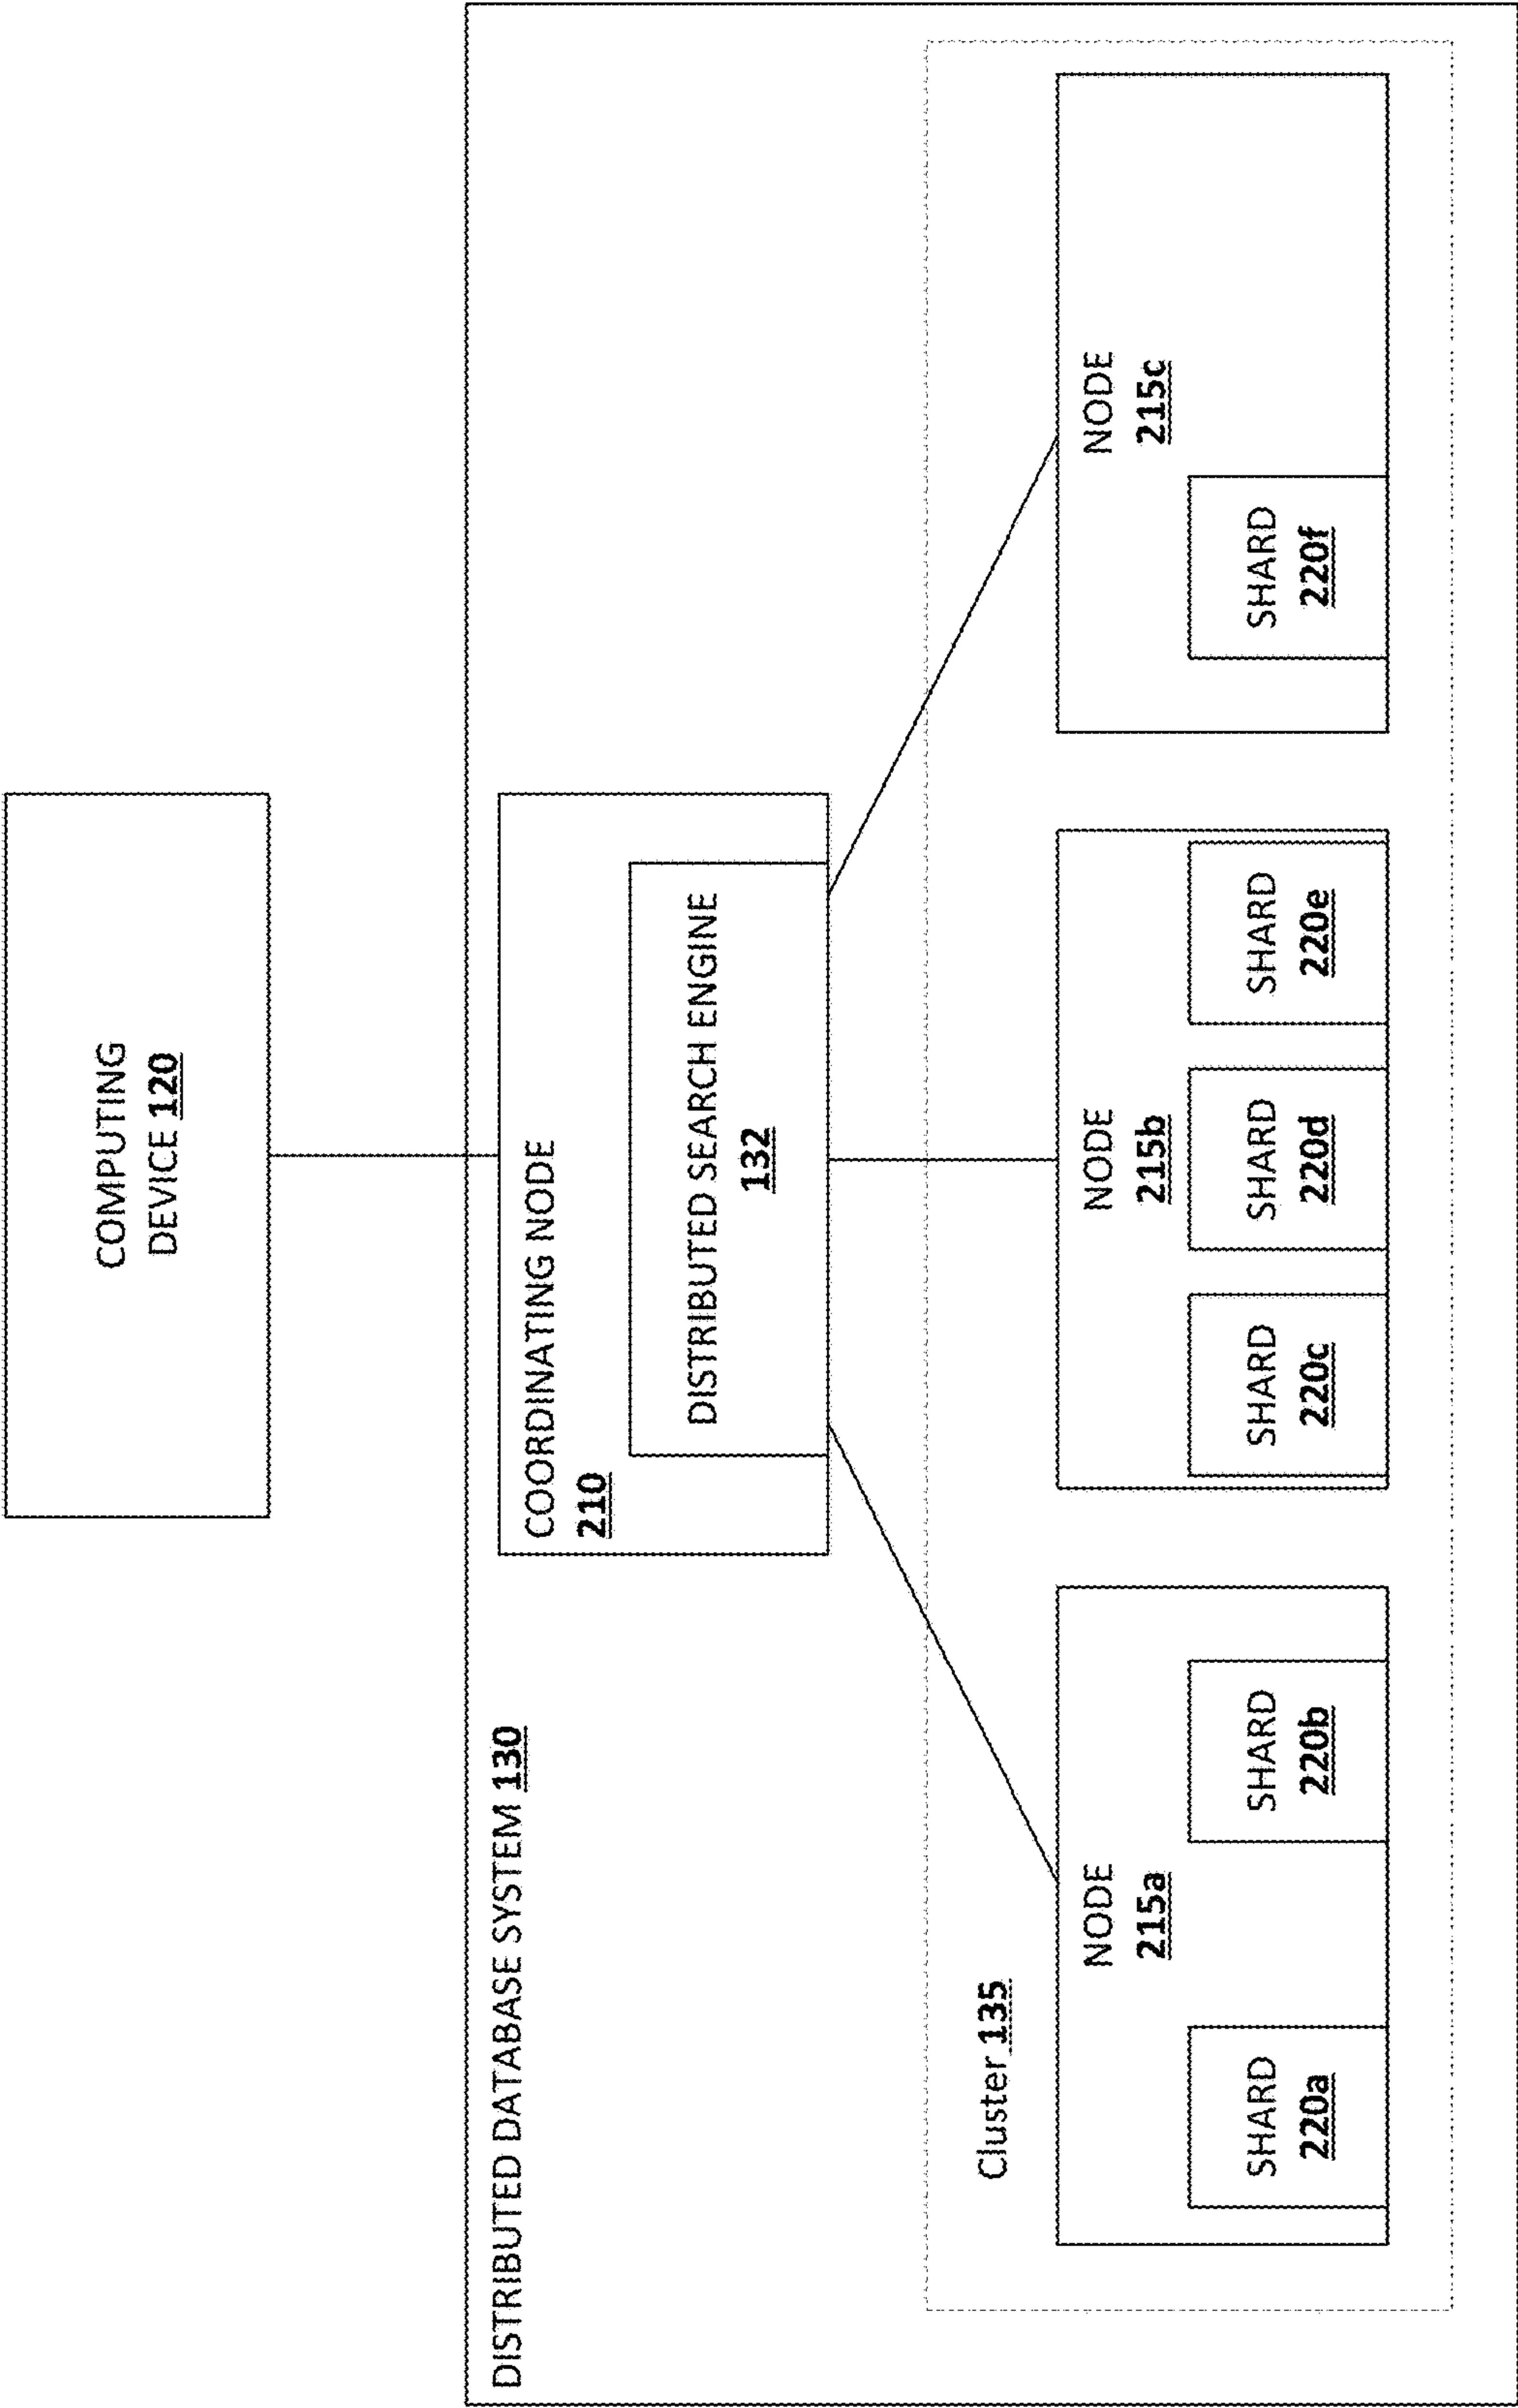 COMPUTING
DEVICE 120
DISTRIBUTED DATABASE SYSTEM 130
COORDINATING NODE
210
DISTRIBUTED SEARCH ENGINE
132
Cluster 135
NODE
215a
SHARD
220a
SHARD
220b
NODE
215b
SHARD
220c
SHARD
220d
SHARD
220e
NODE
215c
SHARD
220f